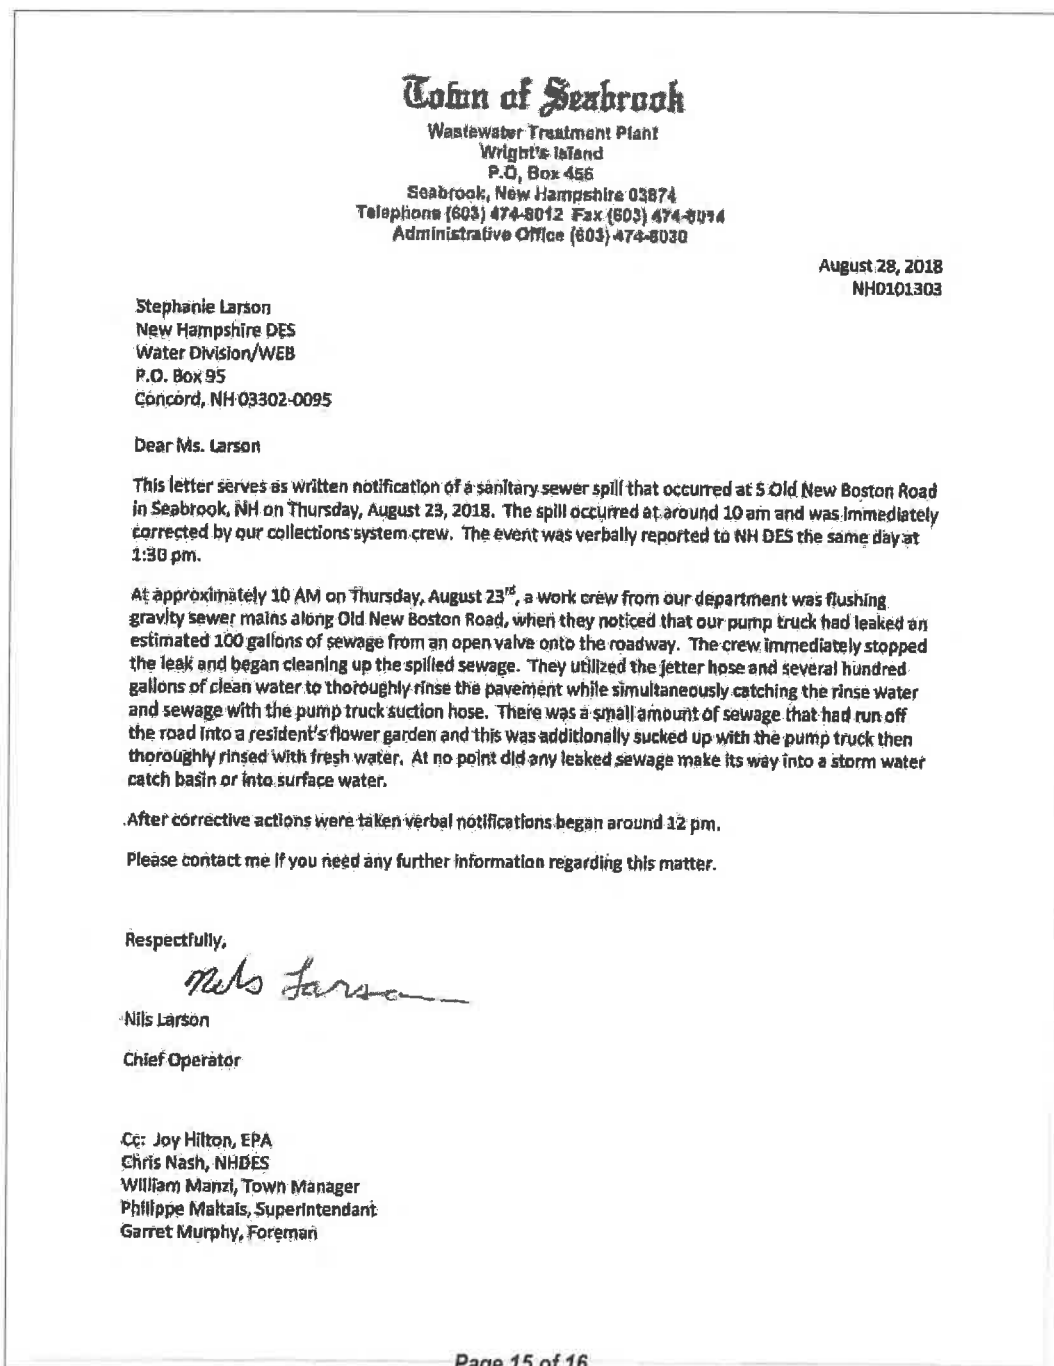 Town of Seabrook
Wastewater Treatment Plant
Wright's Island
P.O. Box 456
Seabrook, New Hampshire 03874
Telephone (603) 474-8012 Fax (603) 474-8014
Administrative Office (603) 474-8030
August 28, 2018
NH0101303
Stephanie Larson
New Hampshire DES
Water Division/WEB
P.O. Box 95
Concord, NH 03302-0095
Dear Ms. Larson
This letter serves as written notification of a sanitary sewer spill that occurred at 5 Old New Boston Road
in Seabrook, NH on Thursday, August 23, 2018. The spill occurred at around 10 am and was immediately
corrected by our collections system crew. The event was verbally reported to NH DES the same day at
1:30 pm.
At approximately 10 AM on Thursday, August 23rd, a work crew from our department was flushing
gravity sewer mains along Old New Boston Road, when they noticed that our pump truck had leaked an
estimated 100 gallons of sewage from an open valve onto the roadway. The crew immediately stopped
the leak and began cleaning up the spilled sewage. They utilized the jetter hose and several hundred
gallons of clean water to thoroughly rinse the pavement while simultaneously catching the rinse water
and sewage with the pump truck suction hose. There was a small amount of sewage that had run off
the road into a resident's flower garden and this was additionally sucked up with the pump truck then
thoroughly rinsed with fresh water. At no point did any leaked sewage make its way into a storm water
catch basin or into surface water.
After corrective actions were taken verbal notifications began around 12 pm.
Please contact me if you need any further information regarding this matter.
Respectfully,
Nils Larson
Nils Larson
Chief Operator
Cc: Joy Hilton, EPA
Chris Nash, NHDES
William Manzi, Town Manager
Philippe Maltais, Superintendant
Garret Murphy, Foreman
Page 15 of 16